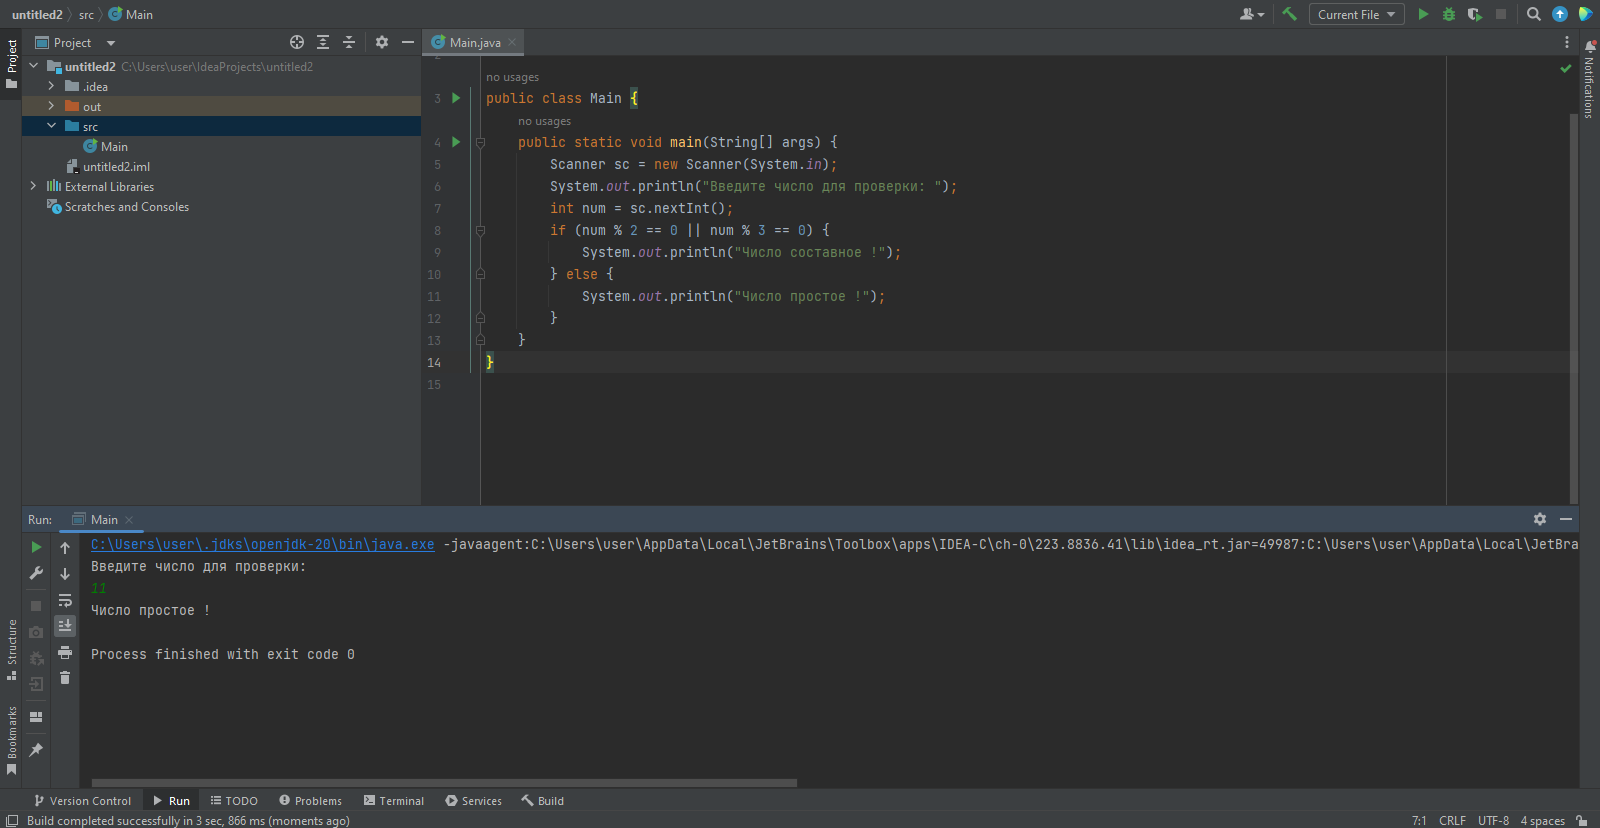 untitled2 src Main
Current File
Project
Main.java
Project
untitled2 C:\Users\user\IdeaProjects\untitled2
.idea
out
src
Main
untitled2.iml
External Libraries
Scratches and Consoles
2
no usages
3 public class Main {
no usages
4 public static void main(String[] args) {
5 Scanner sc = new Scanner(System.in);
6 System.out.println("Введите число для проверки: ");
7 int num = sc.nextInt();
8 if (num % 2 == 0 || num % 3 == 0) {
9 System.out.println("Число составное !");
10 } else {
11 System.out.println("Число простое !");
12 }
13 }
14 }
15
Notifications
Run: Main
C:\Users\user\.jdks\openjdk-20\bin\java.exe -javaagent:C:\Users\user\AppData\Local\JetBrains\Toolbox\apps\IDEA-C\ch-0\223.8836.41\lib\idea_rt.jar=49987:C:\Users\user\AppData\Local\JetBra
Введите число для проверки:
11
Число простое !
Process finished with exit code 0
Structure
Bookmarks
Version Control Run TODO Problems Terminal Services Build
Build completed successfully in 3 sec, 866 ms (moments ago) 7:1 CRLF UTF-8 4 spaces